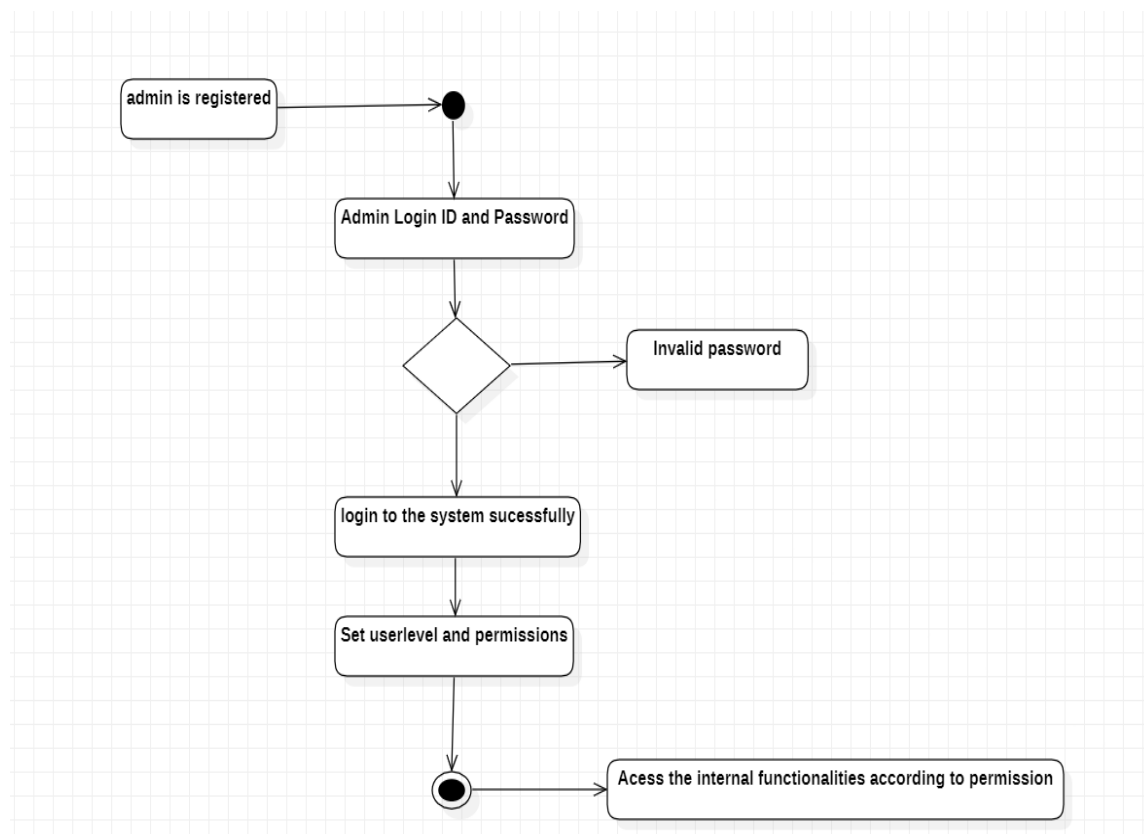 admin is registered
Admin Login ID and Password
Invalid password
login to the system sucessfully
Set userlevel and permissions
Acess the internal functionalities according to permission